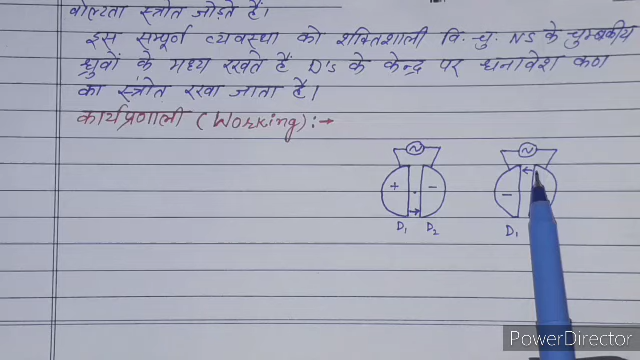 वोल्टता स्त्रोत जोड़ते हैं।
इस सम्पूर्ण व्यवस्था को शक्तिशाली वि. चु. NS के चुम्बकीय
ध्रुवों के मध्य रखते हैं D's के केन्द्र पर धनावेश कण
का स्त्रोत रखा जाता है।
कार्यप्रणाली (Working):→
+ - -
D₁ D₂ D₁
PowerDirector